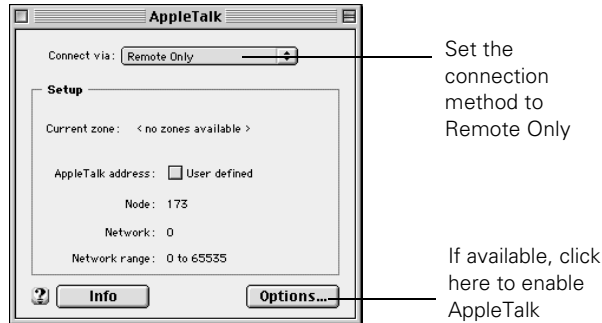 AppleTalk
Connect via: Remote Only
Set the
connection
method to
Remote Only
Setup
Current zone: < no zones available >
AppleTalk address: User defined
Node: 173
Network: 0
Network range: 0 to 65535
? Info Options...
If available, click
here to enable
AppleTalk